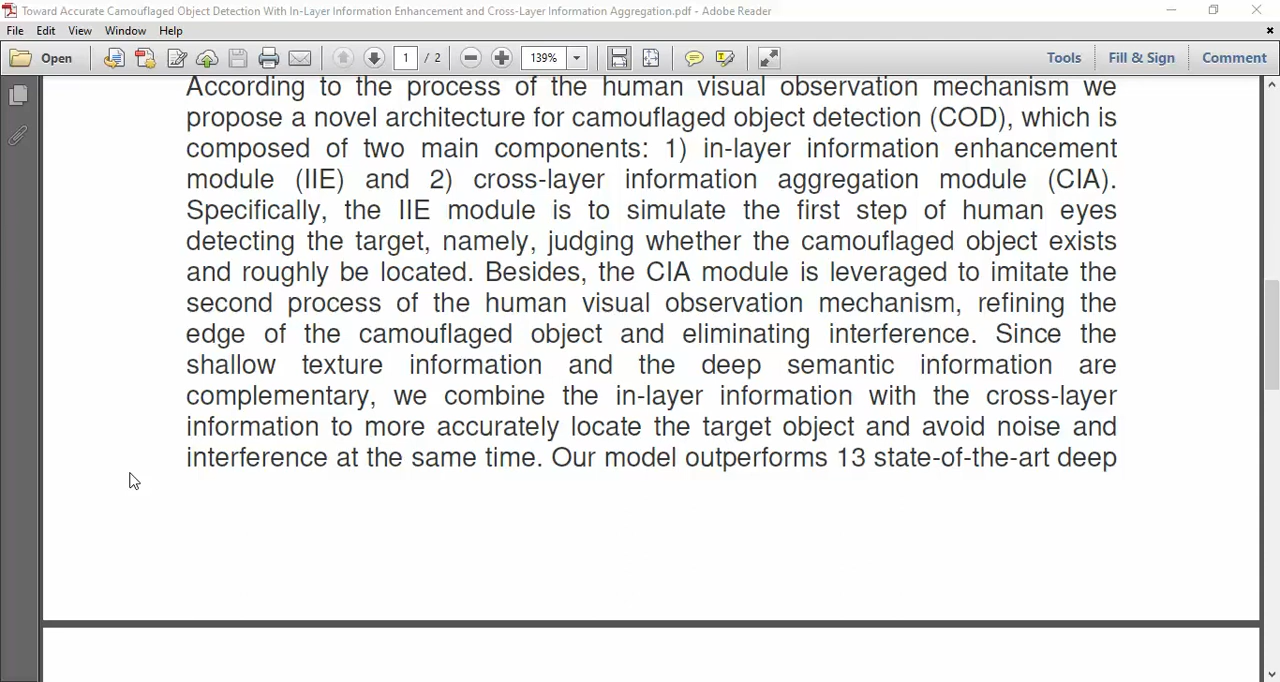 Toward Accurate Camouflaged Object Detection With In-Layer Information Enhancement and Cross-Layer Information Aggregation.pdf - Adobe Reader
File Edit View Window Help
Open 1 / 2 139% Tools Fill & Sign Comment
According to the process of the human visual observation mechanism we
propose a novel architecture for camouflaged object detection (COD), which is
composed of two main components: 1) in-layer information enhancement
module (IIE) and 2) cross-layer information aggregation module (CIA).
Specifically, the IIE module is to simulate the first step of human eyes
detecting the target, namely, judging whether the camouflaged object exists
and roughly be located. Besides, the CIA module is leveraged to imitate the
second process of the human visual observation mechanism, refining the
edge of the camouflaged object and eliminating interference. Since the
shallow texture information and the deep semantic information are
complementary, we combine the in-layer information with the cross-layer
information to more accurately locate the target object and avoid noise and
interference at the same time. Our model outperforms 13 state-of-the-art deep